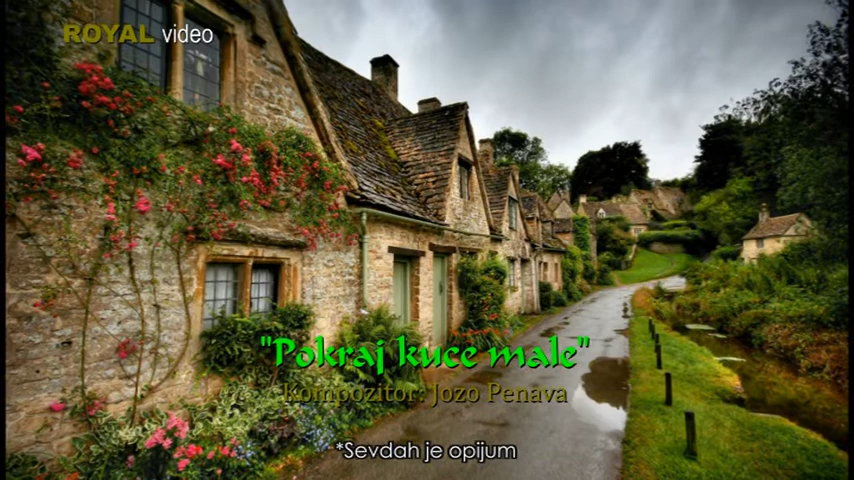 ROYAL video
"Pokraj kuce male"
Kompozitor: Jozo Penava
*Sevdah je opijum